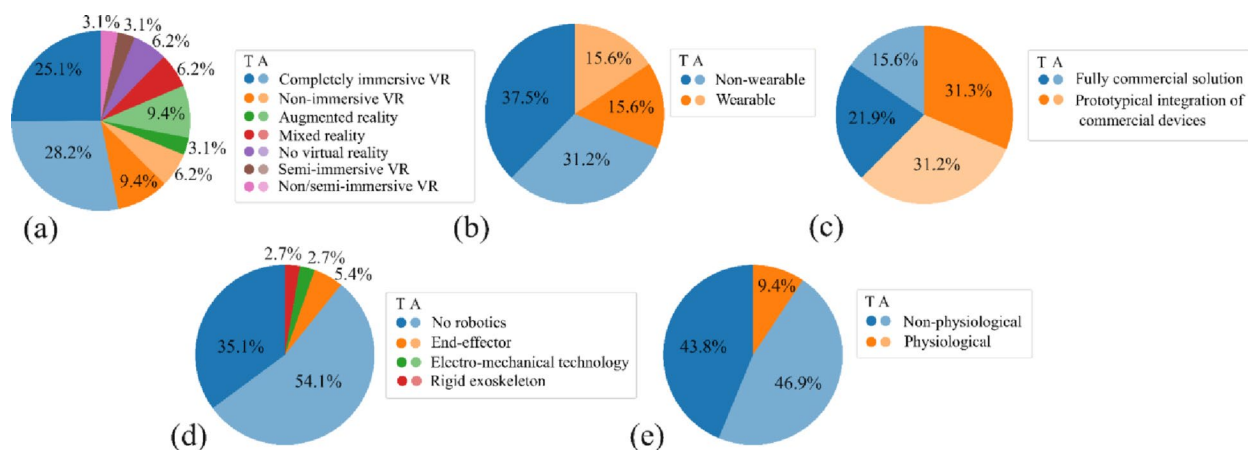 3.1%
3.1%
6.2%
6.2%
9.4%
3.1%
6.2%
9.4%
28.2%
25.1%
T A
Completely immersive VR
Non-immersive VR
Augmented reality
Mixed reality
No virtual reality
Semi-immersive VR
Non/semi-immersive VR
(a)
15.6%
15.6%
31.2%
37.5%
T A
Non-wearable
Wearable
(b)
15.6%
31.3%
21.9%
31.2%
T A
Fully commercial solution
Prototypical integration of
commercial devices
(c)
2.7%
2.7%
5.4%
35.1%
54.1%
T A
No robotics
End-effector
Electro-mechanical technology
Rigid exoskeleton
(d)
9.4%
43.8%
46.9%
T A
Non-physiological
Physiological
(e)